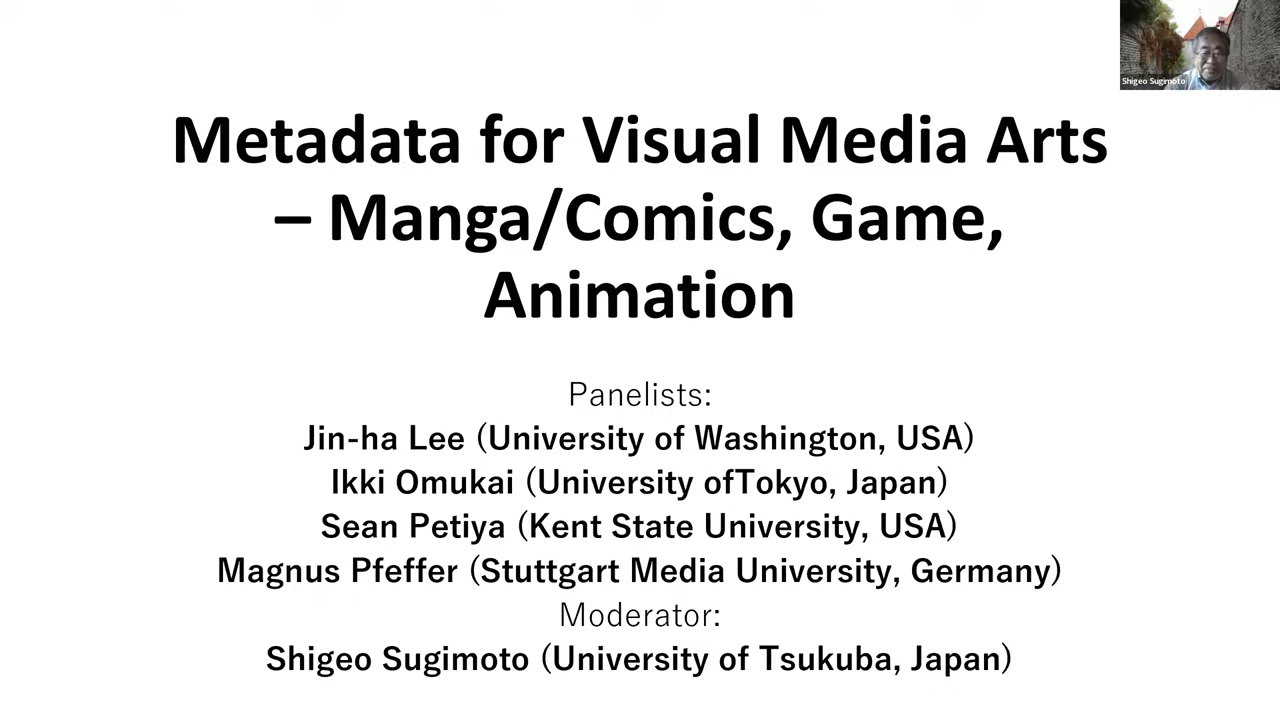 Shigeo Sugimoto
Metadata for Visual Media Arts
– Manga/Comics, Game,
Animation
Panelists:
Jin-ha Lee (University of Washington, USA)
Ikki Omukai (University ofTokyo, Japan)
Sean Petiya (Kent State University, USA)
Magnus Pfeffer (Stuttgart Media University, Germany)
Moderator:
Shigeo Sugimoto (University of Tsukuba, Japan)